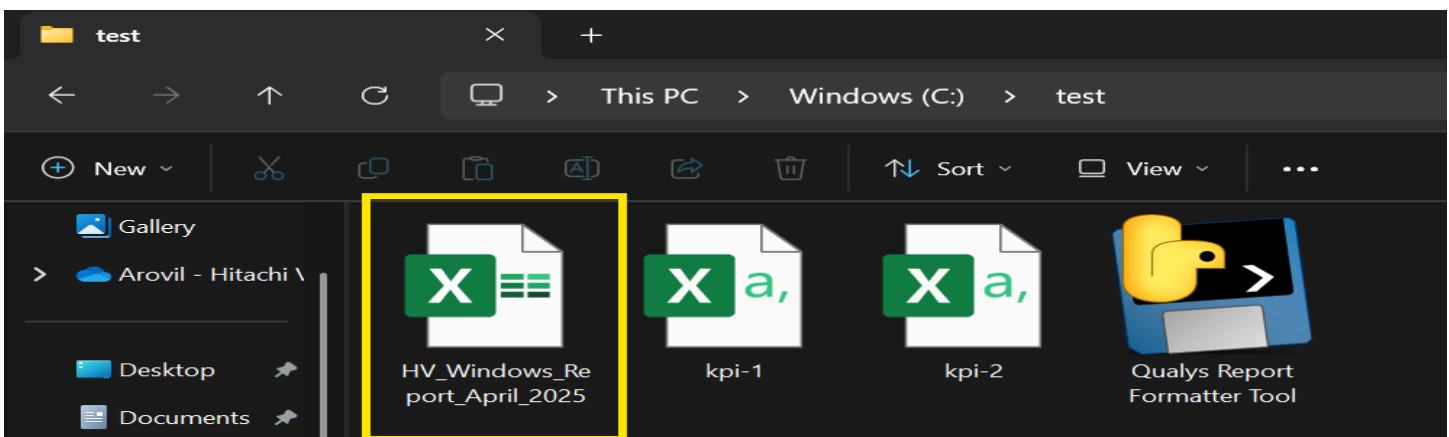 test
This PC > Windows (C:) > test
New
Sort
View
Gallery
Arovil - Hitachi V
Desktop
Documents
HV_Windows_Re
port_April_2025
X a,
kpi-1
X a,
kpi-2
Qualys Report
Formatter Tool